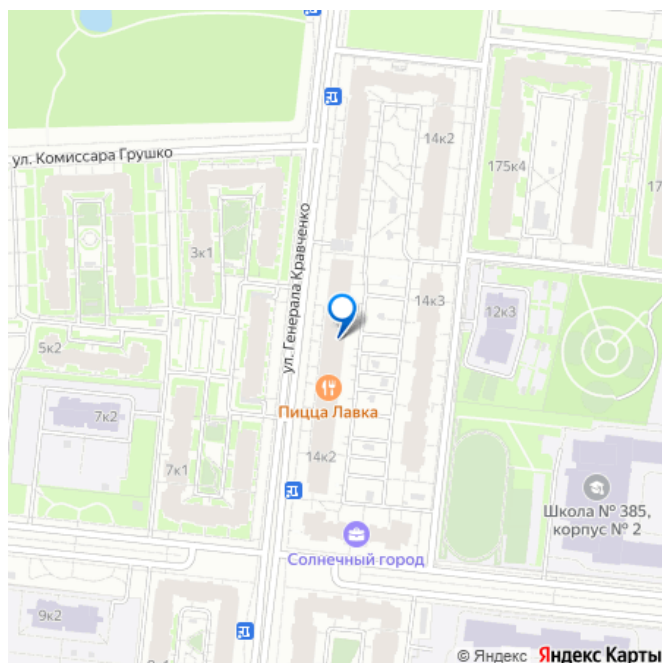 14к2
ул. Комиссара Грушко
175к4
17
3к1
ул. Генерала Кравченко
14к3
12к3
5к2
Пицца Лавка
7к2
14к2
7к1
Школа № 385,
корпус № 2
Солнечный город
9к2
© Яндекс Яндекс Карты